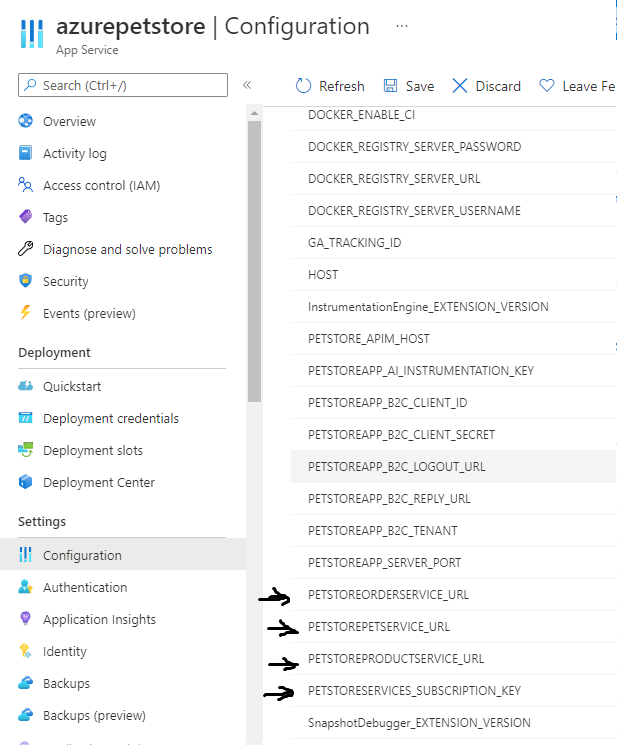 azurepetstore | Configuration ...
App Service
Search (Ctrl+/)
«
Refresh Save Discard Leave Fe
Overview
Activity log
Access control (IAM)
Tags
Diagnose and solve problems
Security
Events (preview)
Deployment
Quickstart
Deployment credentials
Deployment slots
Deployment Center
Settings
Configuration
Authentication
Application Insights
Identity
Backups
Backups (preview)
DOCKER_ENABLE_CI
DOCKER_REGISTRY_SERVER_PASSWORD
DOCKER_REGISTRY_SERVER_URL
DOCKER_REGISTRY_SERVER_USERNAME
GA_TRACKING_ID
HOST
InstrumentationEngine_EXTENSION_VERSION
PETSTORE_APIM_HOST
PETSTOREAPP_AI_INSTRUMENTATION_KEY
PETSTOREAPP_B2C_CLIENT_ID
PETSTOREAPP_B2C_CLIENT_SECRET
PETSTOREAPP_B2C_LOGOUT_URL
PETSTOREAPP_B2C_REPLY_URL
PETSTOREAPP_B2C_TENANT
PETSTOREAPP_SERVER_PORT
PETSTOREORDERSERVICE_URL
PETSTOREPETSERVICE_URL
PETSTOREPRODUCTSERVICE_URL
PETSTORESERVICES_SUBSCRIPTION_KEY
SnapshotDebugger_EXTENSION_VERSION